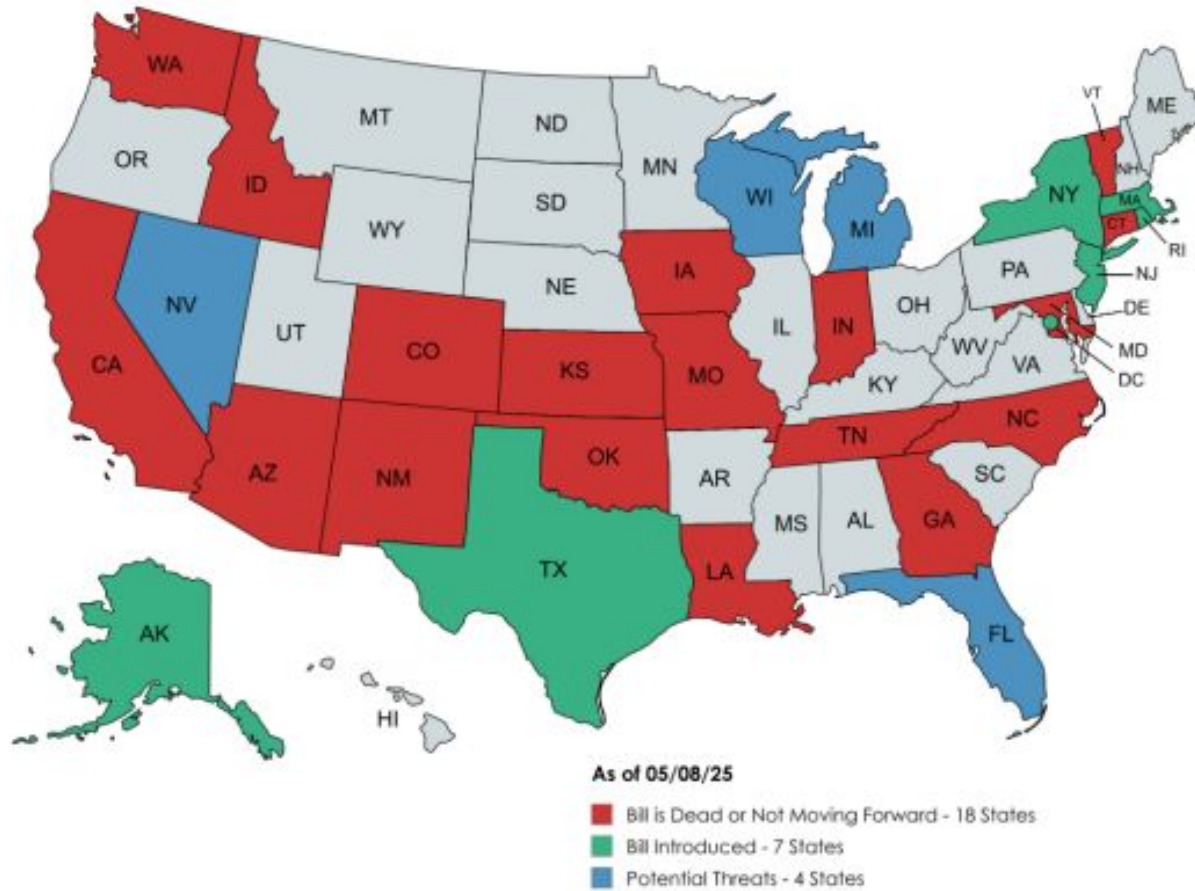 WA
MT
ND
MN
VT
ME
OR
ID
SD
WI
NH
NY
MA
WY
MI
CT
RI
IA
PA
NE
NJ
NV
OH
UT
IL
IN
DE
CO
WV
MD
CA
KS
MO
VA
KY
DC
NC
TN
OK
AZ
NM
AR
SC
MS
AL
GA
LA
TX
AK
FL
HI
As of 05/08/25
Bill is Dead or Not Moving Forward - 18 States
Bill Introduced - 7 States
Potential Threats - 4 States